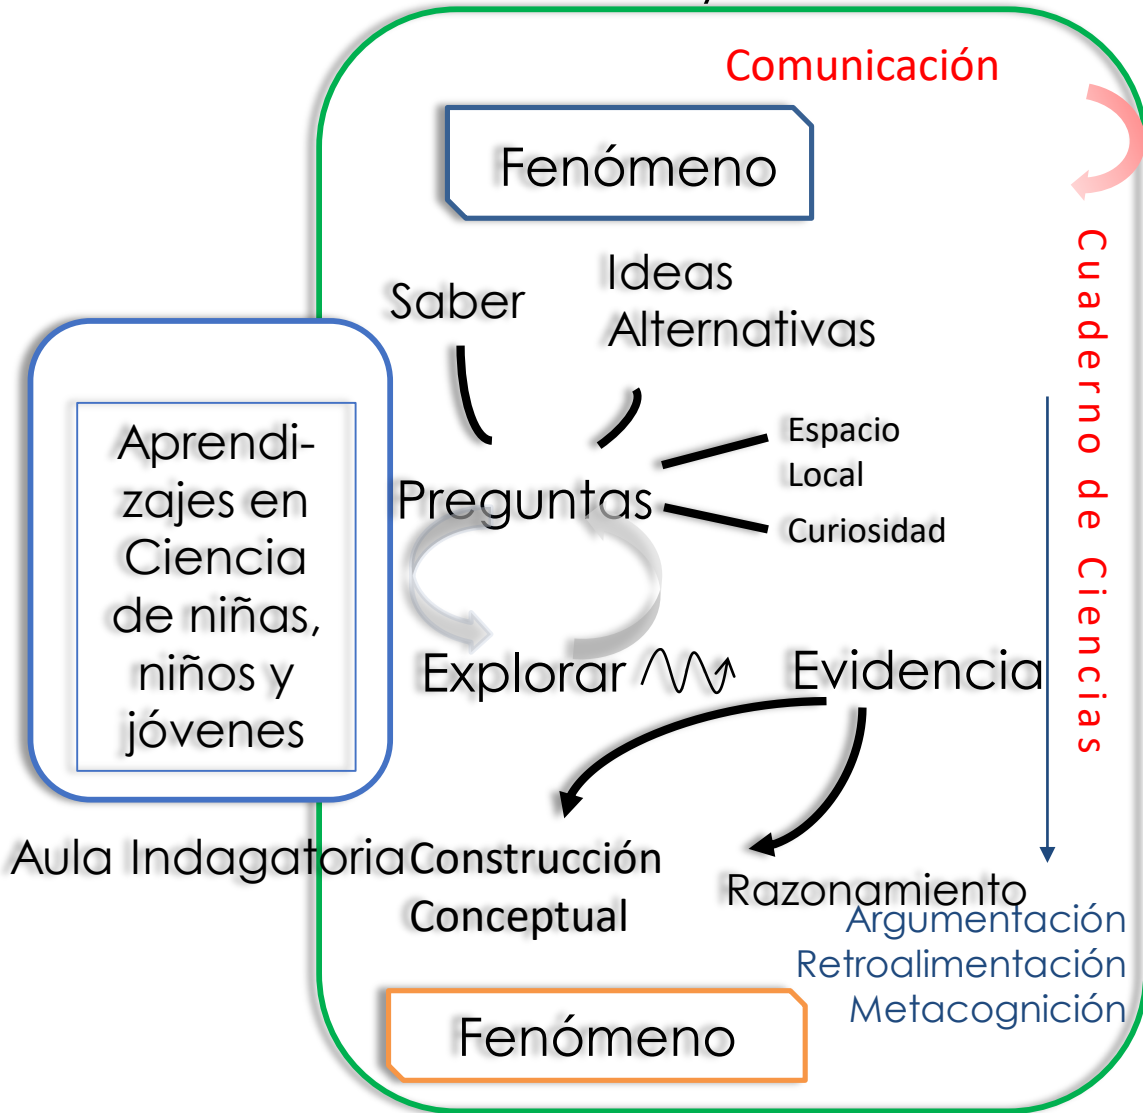 Comunicación
Fenómeno
Saber
Ideas
Alternativas
Cuaderno de Ciencias
Aprendi-
zajes en
Ciencia
de niñas,
niños y
jóvenes
Preguntas
Espacio
Local
Curiosidad
Explorar
Evidencia
Aula Indagatoria
Construcción
Conceptual
Razonamiento
Argumentación
Retroalimentación
Metacognición
Fenómeno